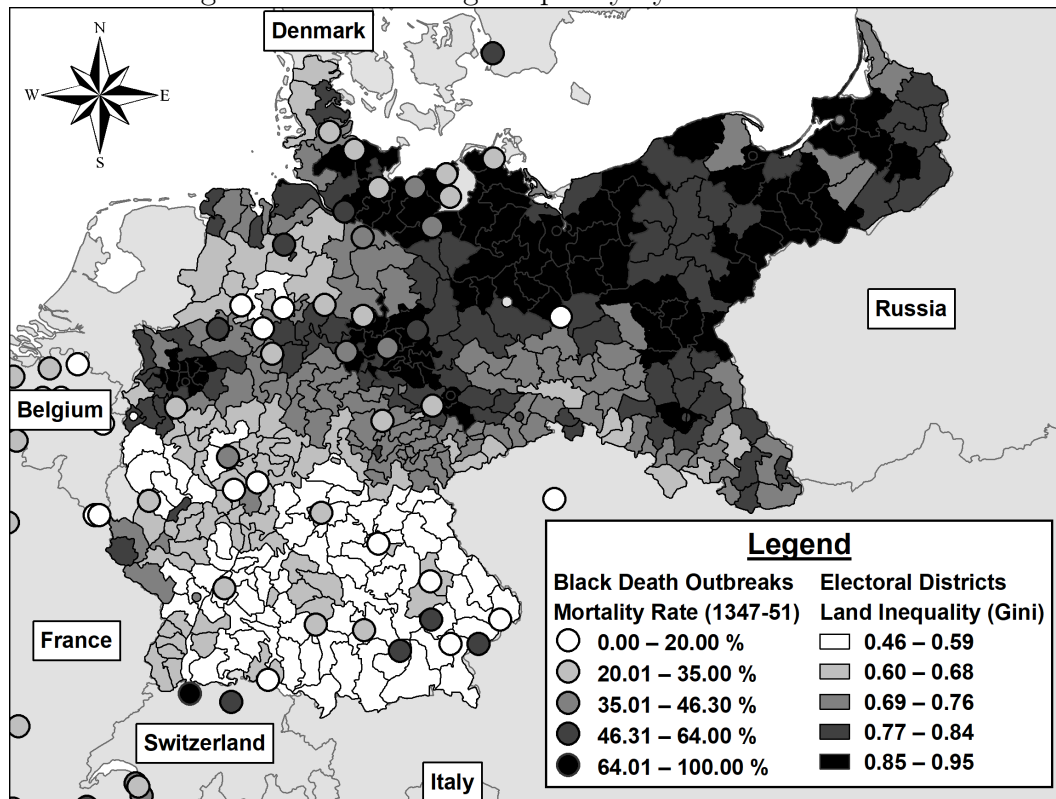 Denmark
N
W
E
S
Russia
Belgium
France
Switzerland
Italy
Legend
Black Death Outbreaks
Mortality Rate (1347-51)
0.00 – 20.00 %
20.01 – 35.00 %
35.01 – 46.30 %
46.31 – 64.00 %
64.01 – 100.00 %
Electoral Districts
Land Inequality (Gini)
0.46 – 0.59
0.60 – 0.68
0.69 – 0.76
0.77 – 0.84
0.85 – 0.95